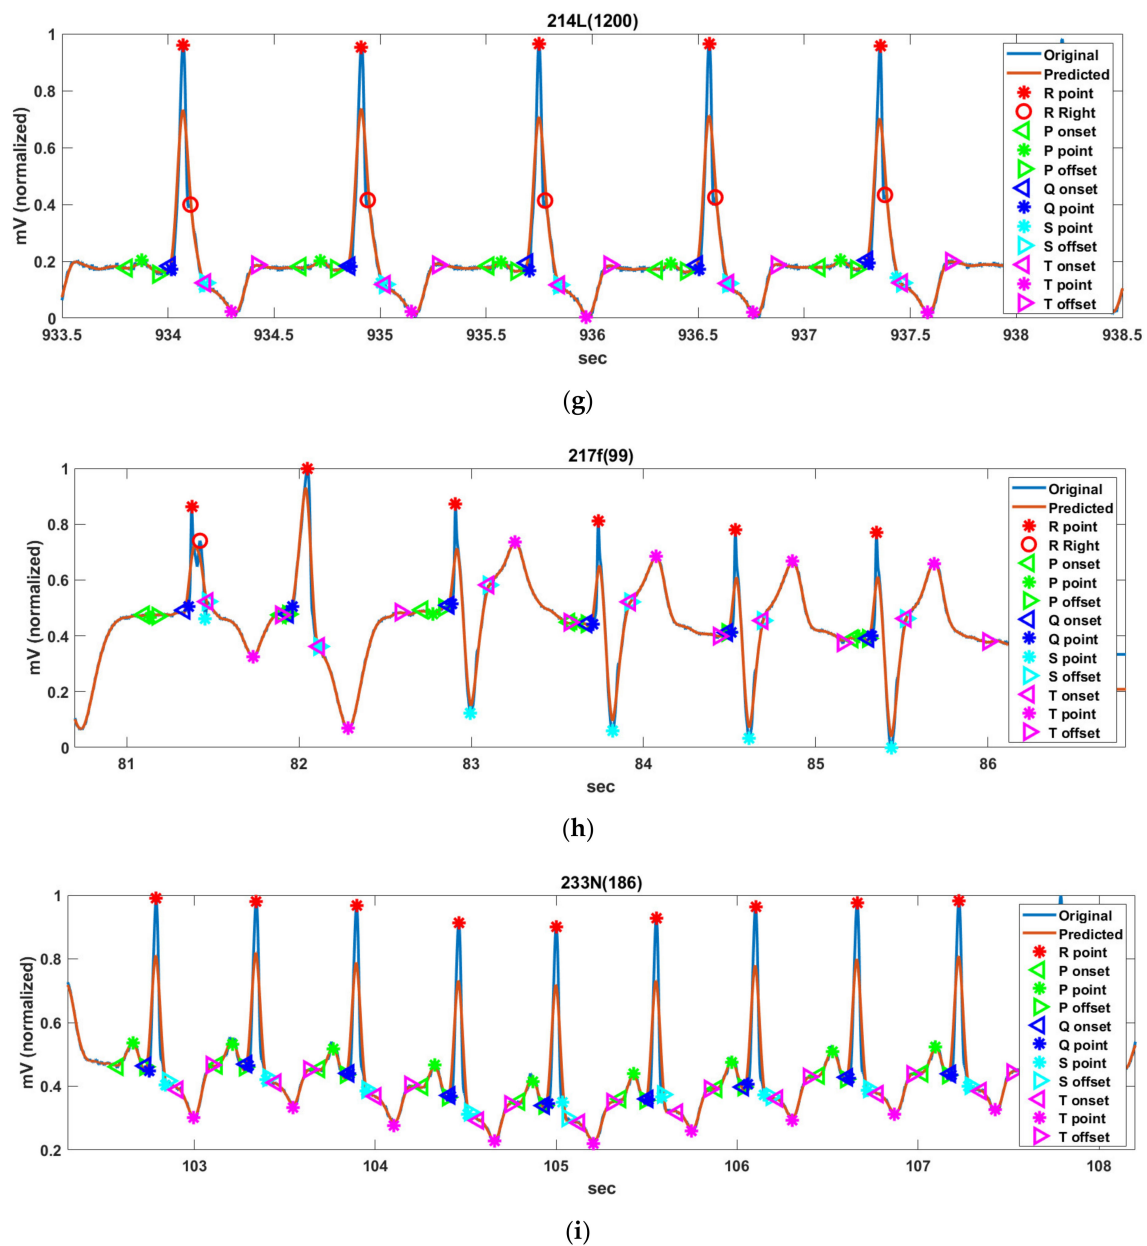 214L(1200)
mV (normalized)
1
0.8
0.6
0.4
0.2
0
933.5 934 934.5 935 935.5 936 936.5 937 937.5 938 938.5
sec
Original
Predicted
R point
R Right
P onset
P point
P offset
Q onset
Q point
S point
S offset
T onset
T point
T offset
(g)
217f(99)
mV (normalized)
1
0.8
0.6
0.4
0.2
0
81 82 83 84 85 86
sec
Original
Predicted
R point
R Right
P onset
P point
P offset
Q onset
Q point
S point
S offset
T onset
T point
T offset
(h)
233N(186)
mV (normalized)
1
0.8
0.6
0.4
0.2
103 104 105 106 107 108
sec
Original
Predicted
R point
P onset
P point
P offset
Q onset
Q point
S point
S offset
T onset
T point
T offset
(i)